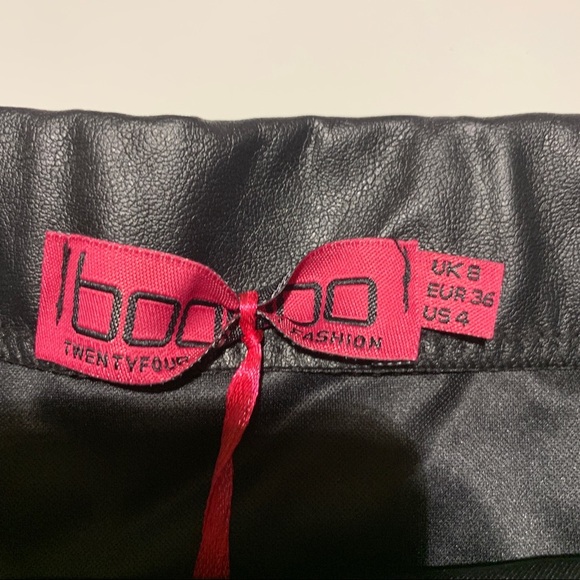 boo oo
TWENTYFOUR FASHION
UK 8
EUR 36
US 4